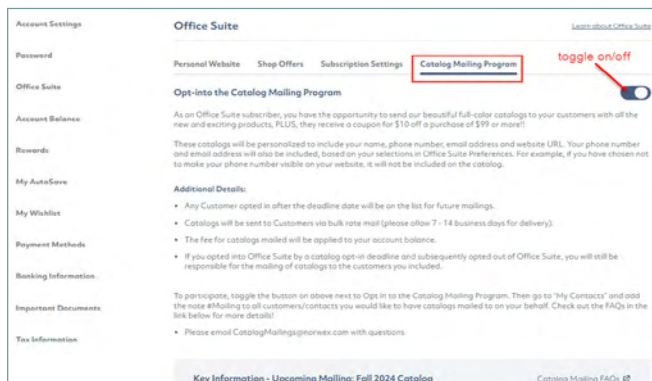 Account Settings
Password
Office Suite
Account Balance
Rewards
My AutoSave
My Wishlist
Payment Methods
Banking Information
Important Documents
Tax Information
Office Suite
Learn about Office Suite
Personal Website Shop Offers Subscription Settings Catalog Mailing Program
toggle on/off
Opt-into the Catalog Mailing Program
As an Office Suite subscriber, you have the opportunity to send our beautiful full-color catalogs to your customers with all the
new and exciting products, PLUS, they receive a coupon for $10 off a purchase of $99 or more!!
These catalogs will be personalized to include your name, phone number, email address and website URL. Your phone number
and email address will also be included, based on your selections in Office Suite Preferences. For example, if you have chosen not
to make your phone number visible on your website, it will not be included on the catalog.
Additional Details:
• Any Customer opted in after the deadline date will be on the list for future mailings.
• Catalogs will be sent to Customers via bulk rate mail (please allow 7 - 14 business days for delivery).
• The fee for catalogs mailed will be applied to your account balance.
• If you opted into Office Suite by a catalog opt-in deadline and subsequently opted out of Office Suite, you will still be
responsible for the mailing of catalogs to the customers you included.
To participate, toggle the button on above next to Opt In to the Catalog Mailing Program. Then go to "My Contacts" and add
the note #Mailing to all customers/contacts you would like to have catalogs mailed to on your behalf. Check out the FAQs in the
link below for more details!
• Please email CatalogMailings@norwex.com with questions
Key Information - Upcoming Mailing: Fall 2024 Catalog
Catalog Mailing FAQs